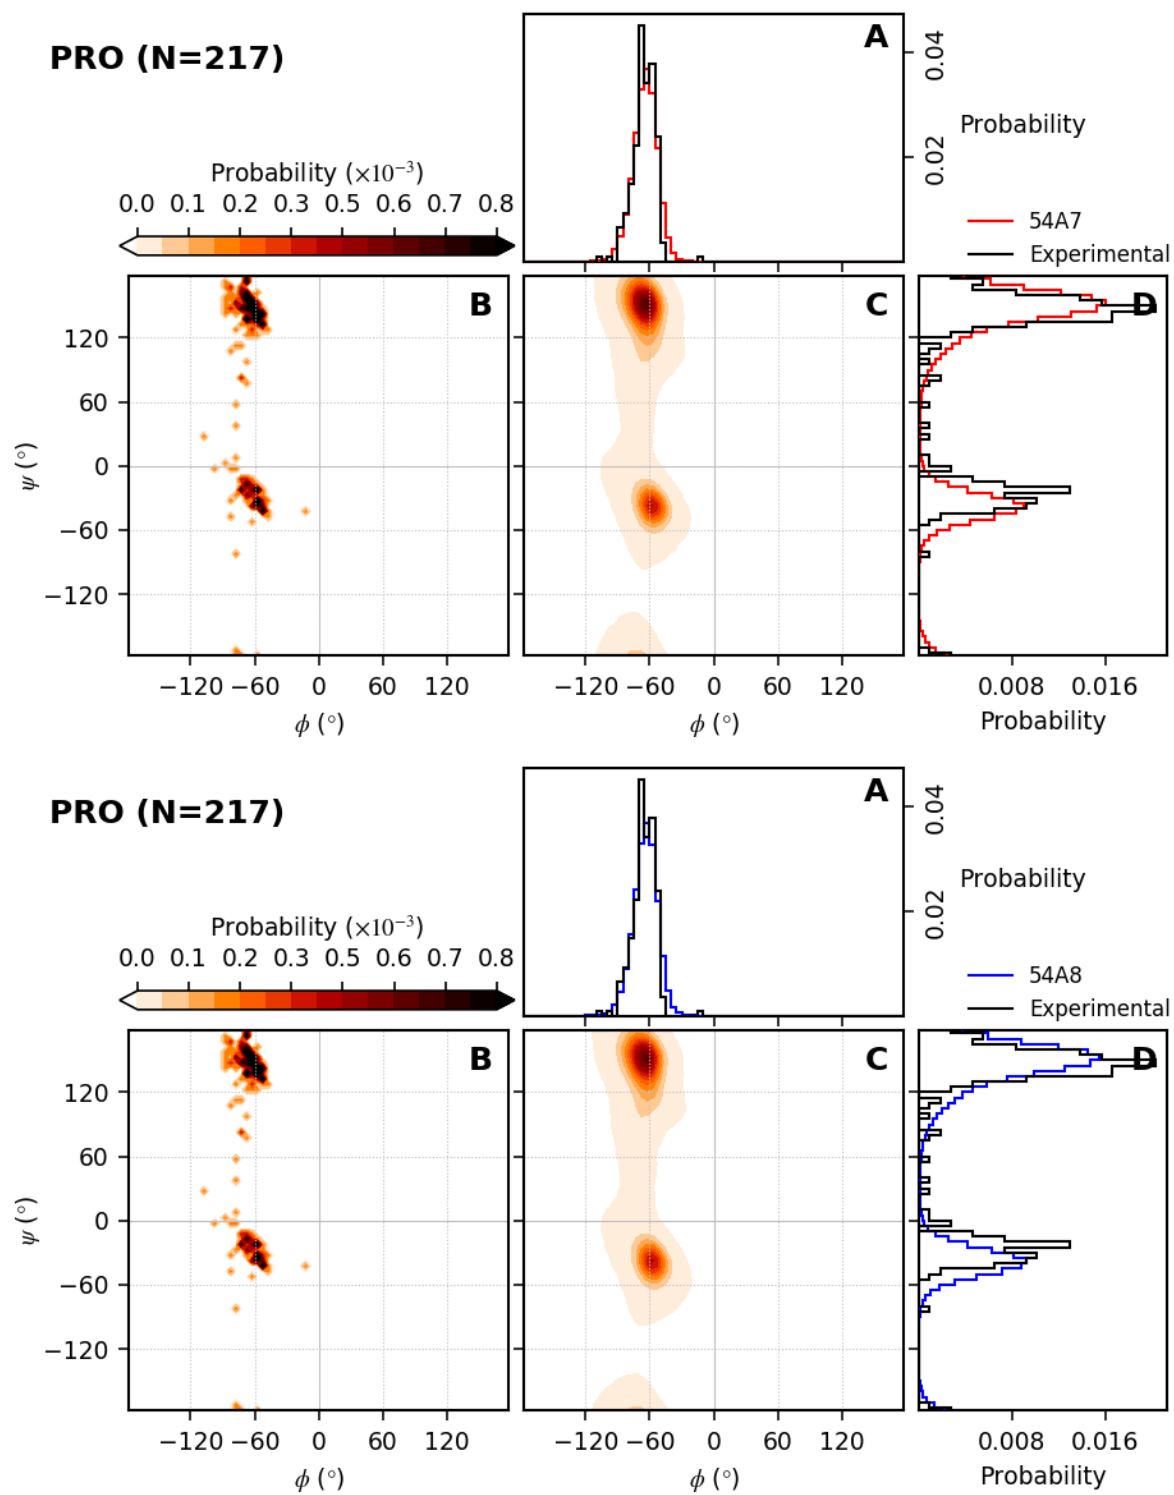 PRO (N=217)
A
0.04
0.02
Probability
Probability (×10⁻³)
0.0 0.1 0.2 0.3 0.5 0.6 0.7 0.8
54A7
Experimental
B
C
D
120
60
0
−60
−120
ψ (°)
−120 −60 0 60 120
ϕ (°)
−120 −60 0 60 120
ϕ (°)
0.008 0.016
Probability
PRO (N=217)
A
0.04
0.02
Probability
Probability (×10⁻³)
0.0 0.1 0.2 0.3 0.5 0.6 0.7 0.8
54A8
Experimental
B
C
D
120
60
0
−60
−120
ψ (°)
−120 −60 0 60 120
ϕ (°)
−120 −60 0 60 120
ϕ (°)
0.008 0.016
Probability